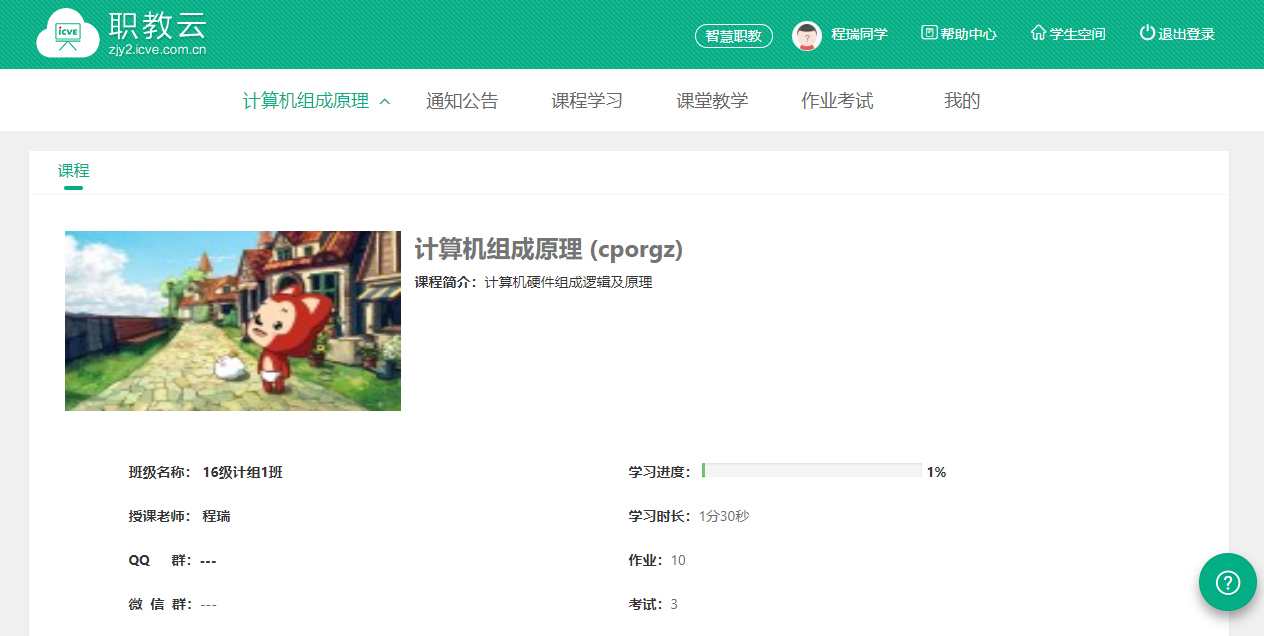 icve 职教云
zjy2.icve.com.cn
智慧职教 程瑞同学 帮助中心 学生空间 退出登录
计算机组成原理 通知公告 课程学习 课堂教学 作业考试 我的
课程
计算机组成原理 (cporgz)
课程简介：计算机硬件组成逻辑及原理
班级名称： 16级计组1班 学习进度： 1%
授课老师： 程瑞 学习时长：1分30秒
QQ 群：--- 作业：10
微 信 群：--- 考试：3